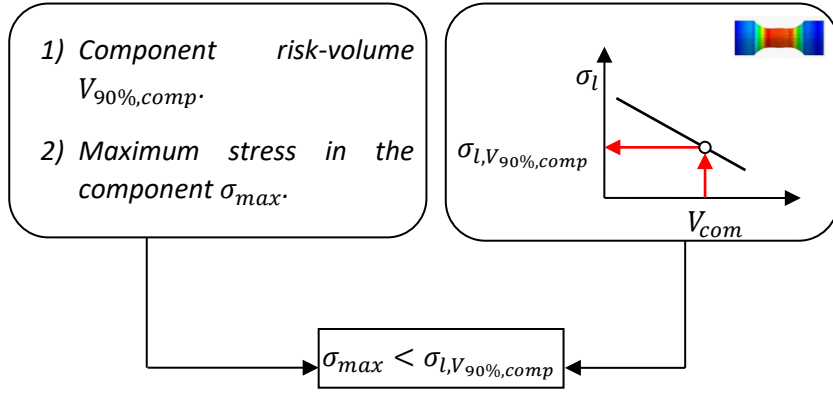 1) Component risk-volume
V90%,comp.
2) Maximum stress in the
component σmax.
σl
σl,V90%,comp
Vcom
σmax < σl,V90%,comp